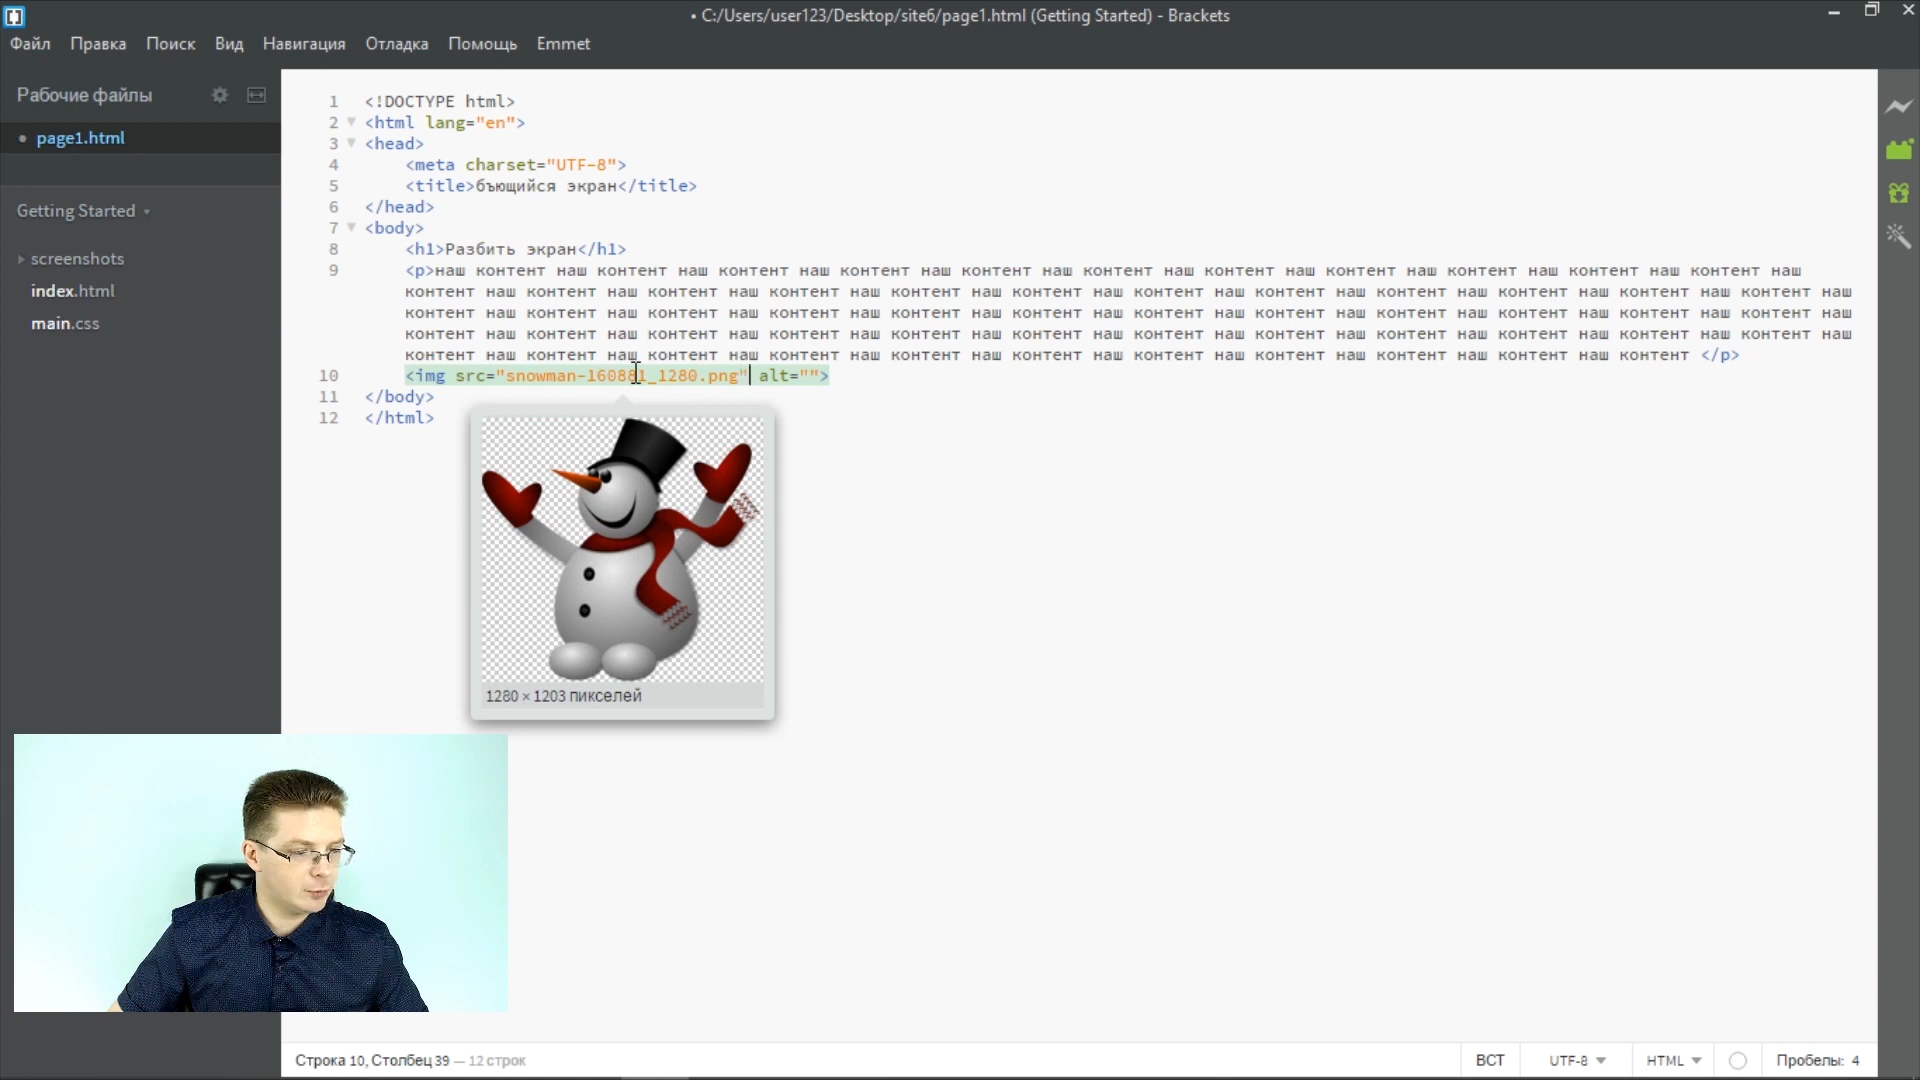 • C:/Users/user123/Desktop/site6/page1.html (Getting Started) - Brackets
Файл Правка Поиск Вид Навигация Отладка Помощь Emmet
Рабочие файлы
• page1.html
Getting Started
screenshots
index.html
main.css
1 <!DOCTYPE html>
2 <html lang="en">
3 <head>
4 <meta charset="UTF-8">
5 <title>бъющийся экран</title>
6 </head>
7 <body>
8 <h1>Разбить экран</h1>
9 <p>наш контент наш контент наш контент наш контент наш контент наш контент наш контент наш контент наш контент наш контент наш контент наш
контент наш контент наш контент наш контент наш контент наш контент наш контент наш контент наш контент наш контент наш контент наш контент наш
контент наш контент наш контент наш контент наш контент наш контент наш контент наш контент наш контент наш контент наш контент наш контент наш
контент наш контент наш контент наш контент наш контент наш контент наш контент наш контент наш контент наш контент наш контент наш контент наш
контент наш контент наш контент наш контент наш контент наш контент наш контент наш контент наш контент наш контент наш контент </p>
10 <img src="snowman-160881_1280.png" alt="">
11 </body>
12 </html>
1280 × 1203 пикселей
Строка 10, Столбец 39 — 12 строк
ВСТ UTF-8 HTML Пробелы: 4